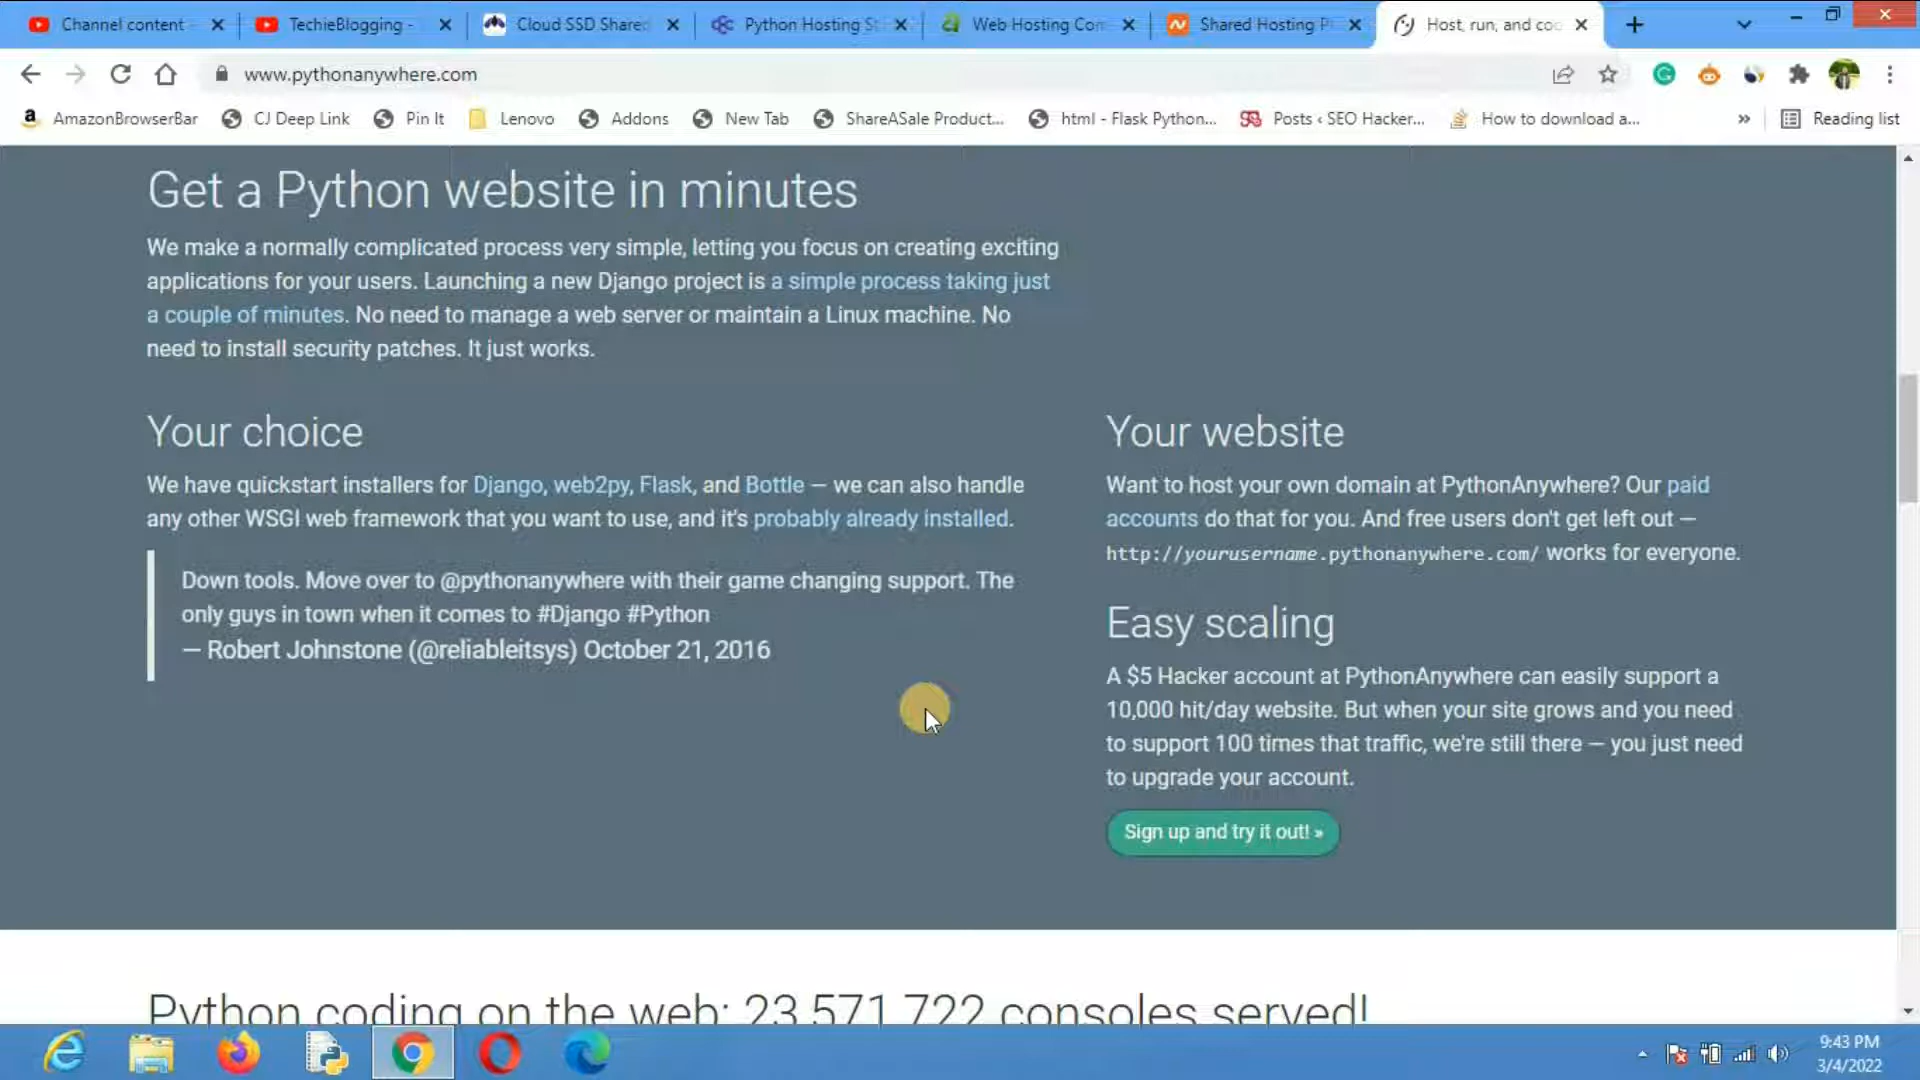 Channel content -
TechieBlogging -
Cloud SSD Shared
Python Hosting S
Web Hosting Con
Shared Hosting P
Host, run, and co
www.pythonanywhere.com
AmazonBrowserBar
CJ Deep Link
Pin It
Lenovo
Addons
New Tab
ShareASale Product...
html - Flask Python...
Posts ‹ SEO Hacker...
How to download a...
»
Reading list
Get a Python website in minutes
We make a normally complicated process very simple, letting you focus on creating exciting
applications for your users. Launching a new Django project is a simple process taking just
a couple of minutes. No need to manage a web server or maintain a Linux machine. No
need to install security patches. It just works.
Your choice
We have quickstart installers for Django, web2py, Flask, and Bottle — we can also handle
any other WSGI web framework that you want to use, and it's probably already installed.
Down tools. Move over to @pythonanywhere with their game changing support. The
only guys in town when it comes to #Django #Python
— Robert Johnstone (@reliableitsys) October 21, 2016
Your website
Want to host your own domain at PythonAnywhere? Our paid
accounts do that for you. And free users don't get left out —
http://yourusername.pythonanywhere.com/ works for everyone.
Easy scaling
A $5 Hacker account at PythonAnywhere can easily support a
10,000 hit/day website. But when your site grows and you need
to support 100 times that traffic, we're still there — you just need
to upgrade your account.
Sign up and try it out! »
Python coding on the web: 23,571,722 consoles served!
9:43 PM
3/4/2022